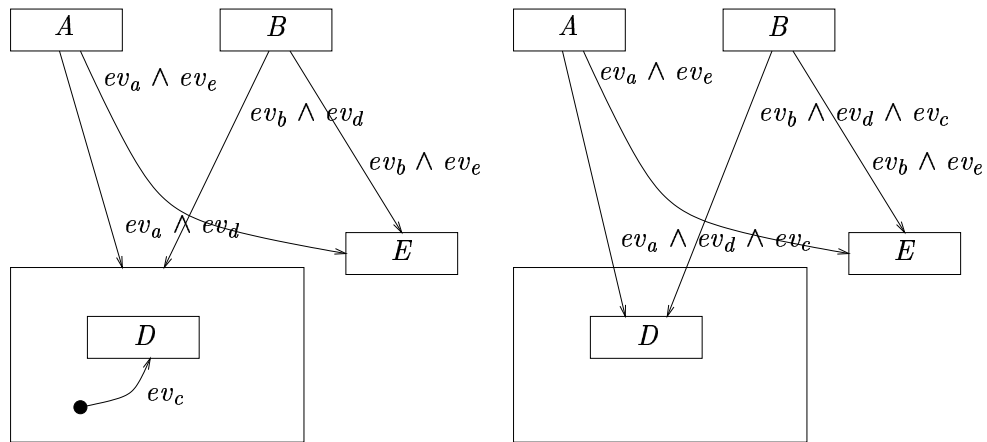 A
B
ev_a ∧ ev_e
ev_b ∧ ev_d
ev_b ∧ ev_e
ev_a ∧ ev_d
E
D
ev_c
A
B
ev_a ∧ ev_e
ev_b ∧ ev_d ∧ ev_c
ev_b ∧ ev_e
ev_a ∧ ev_d ∧ ev_c
E
D